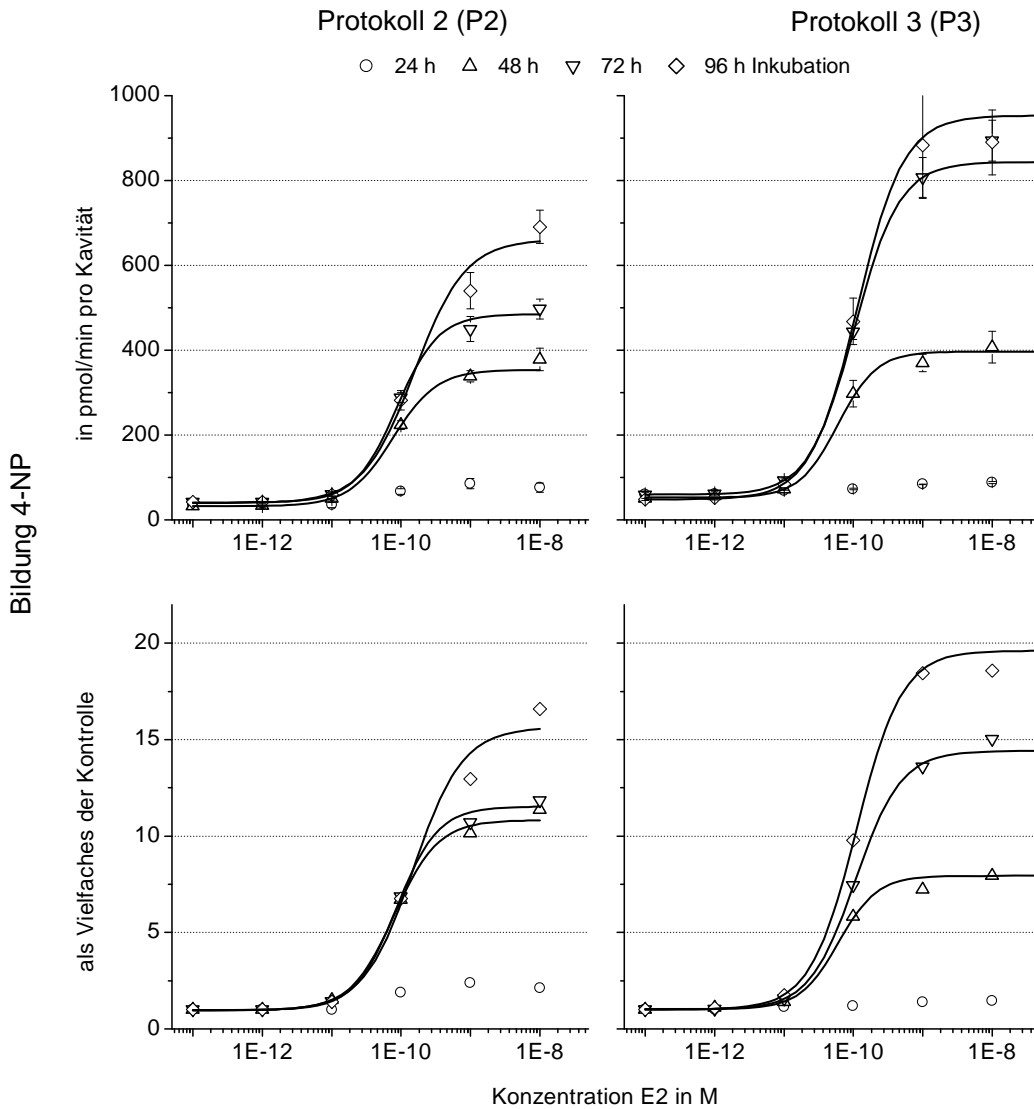 Protokoll 2 (P2)
Protokoll 3 (P3)
24 h 48 h 72 h 96 h Inkubation
Bildung 4-NP
in pmol/min pro Kavität
1000
800
600
400
200
0
1E-12 1E-10 1E-8
1E-12 1E-10 1E-8
als Vielfaches der Kontrolle
20
15
10
5
0
1E-12 1E-10 1E-8
1E-12 1E-10 1E-8
Konzentration E2 in M